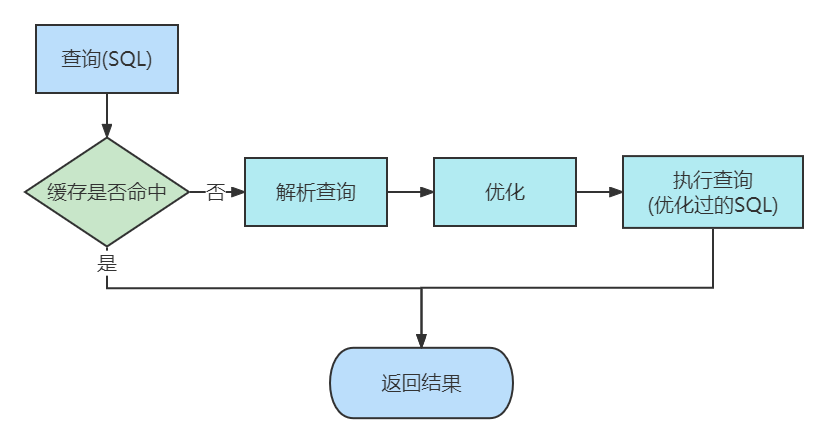 查询(SQL)
缓存是否命中
否
解析查询
优化
执行查询
(优化过的SQL)
是
返回结果